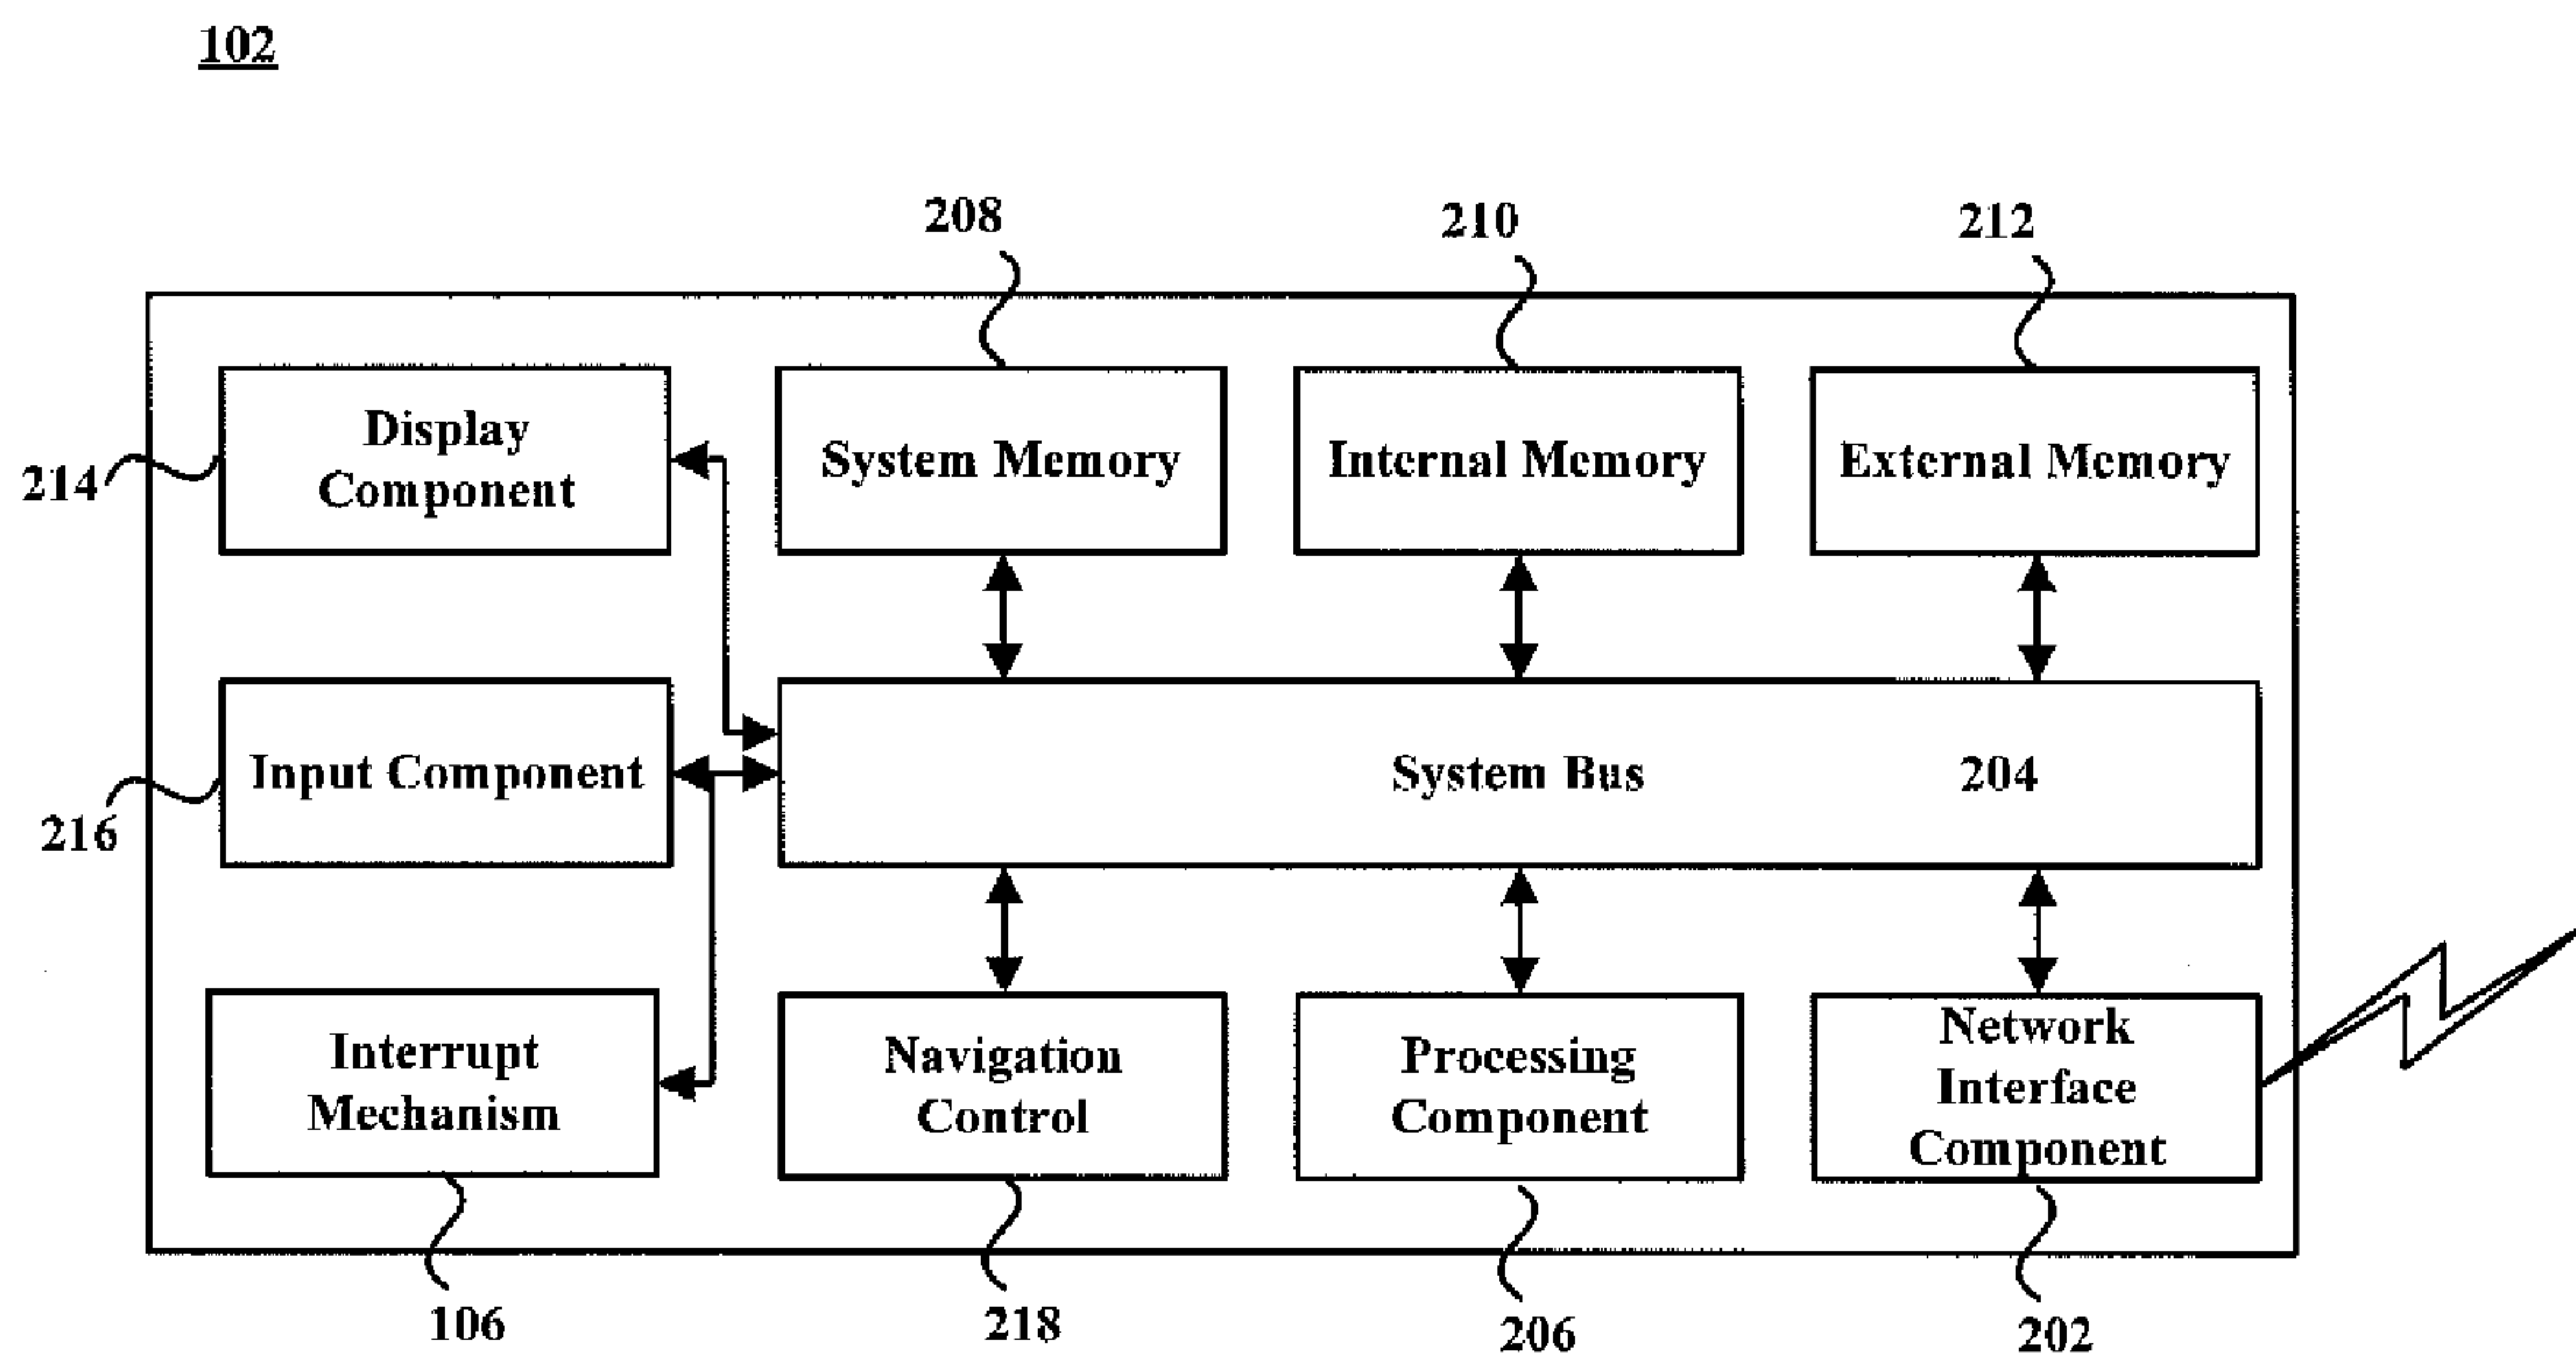 102
208
210
212
Display
Component
System Memory
Internal Memory
External Memory
214
Input Component
System Bus
204
216
Interrupt
Mechanism
Navigation
Control
Processing
Component
Network
Interface
Component
106
218
206
202